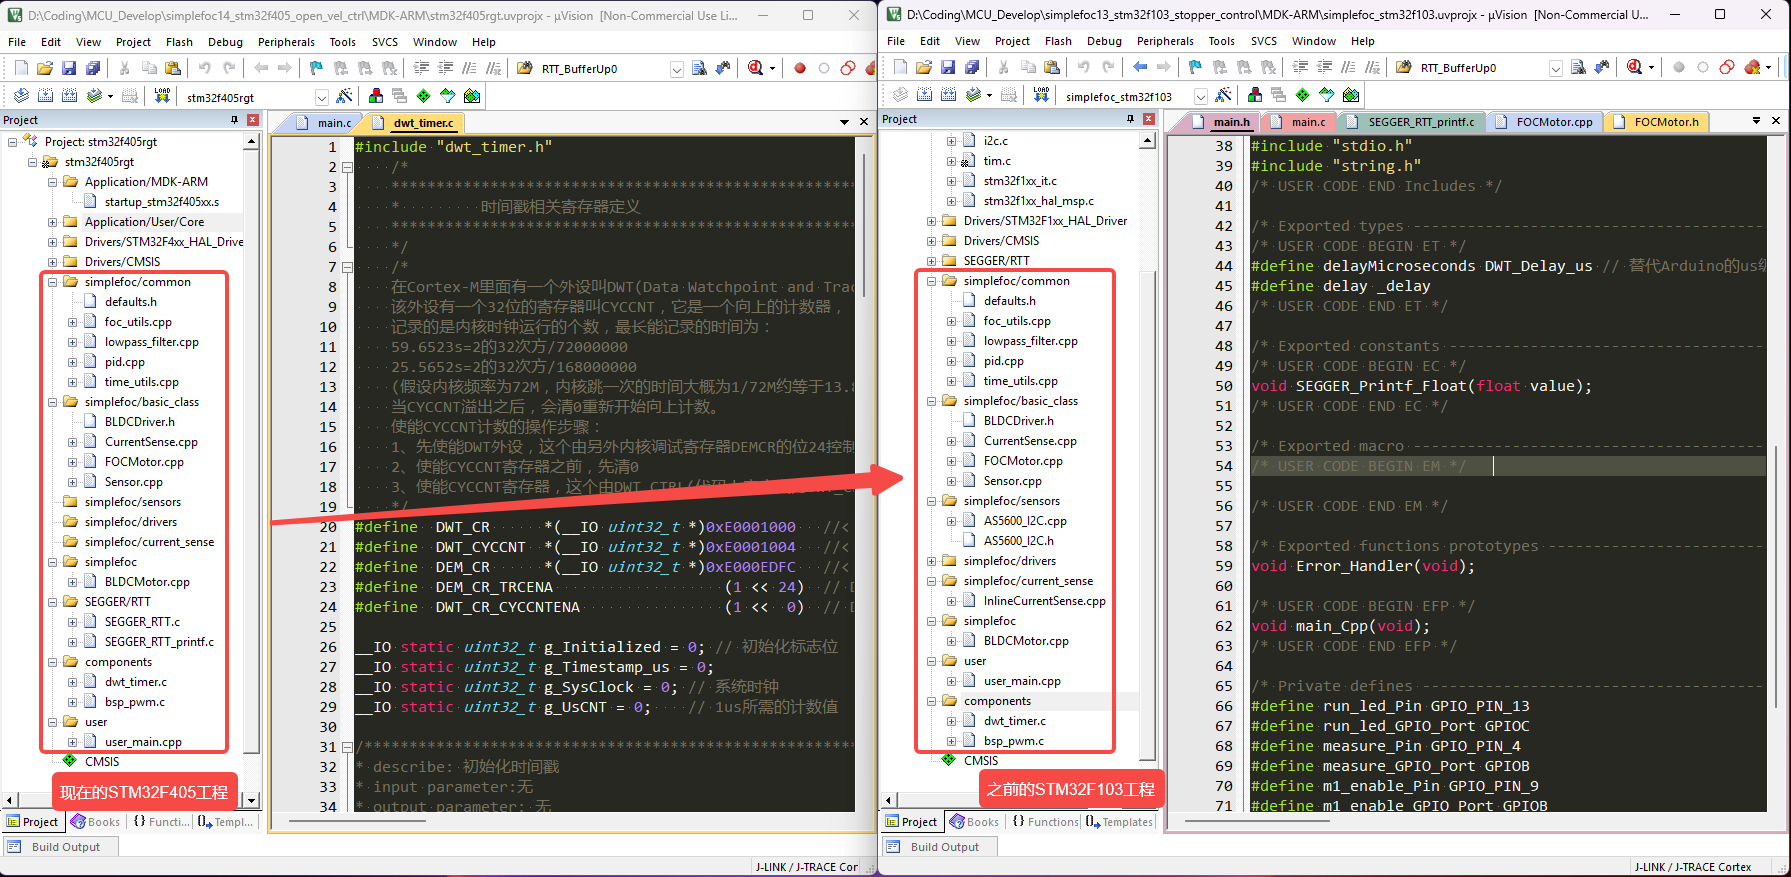 D:\Coding\MCU_Develop\simplefoc14_stm32f405_open_vel_ctrl\MDK-ARM\stm32f405rgt.uvprojx - µVision  [Non-Commercial Use Li...
File Edit View Project Flash Debug Peripherals Tools SVCS Window Help
RTT_BufferUp0
LOAD
stm32f405rgt
Project
Project: stm32f405rgt
stm32f405rgt
Application/MDK-ARM
startup_stm32f405xx.s
Application/User/Core
Drivers/STM32F4xx_HAL_Drive
Drivers/CMSIS
simplefoc/common
defaults.h
foc_utils.cpp
lowpass_filter.cpp
pid.cpp
time_utils.cpp
simplefoc/basic_class
BLDCDriver.h
CurrentSense.cpp
FOCMotor.cpp
Sensor.cpp
simplefoc/sensors
simplefoc/drivers
simplefoc/current_sense
simplefoc
BLDCMotor.cpp
SEGGER/RTT
SEGGER_RTT.c
SEGGER_RTT_printf.c
components
dwt_timer.c
bsp_pwm.c
user
user_main.cpp
CMSIS
现在的STM32F405工程
Project Books {} Functi... Templ...
Build Output
main.c dwt_timer.c
1 #include "dwt_timer.h"
2 /*
3 ****************************************************
4 * 时间戳相关寄存器定义
5 ****************************************************
6 */
7 /*
8 在Cortex-M里面有一个外设叫DWT(Data Watchpoint and Trac
9 该外设有一个32位的寄存器叫CYCCNT，它是一个向上的计数器，
10 记录的是内核时钟运行的个数，最长能记录的时间为：
11 59.6523s=2的32次方/72000000
12 25.5652s=2的32次方/168000000
13 (假设内核频率为72M，内核跳一次的时间大概为1/72M约等于13.8
14 当CYCCNT溢出之后，会清0重新开始向上计数。
15 使能CYCCNT计数的操作步骤：
16 1、先使能DWT外设，这个由另外内核调试寄存器DEMCR的位24控制
17 2、使能CYCCNT寄存器之前，先清0
18 3、使能CYCCNT寄存器，这个由DWT_CTRL(代码
19 */
20 #define  DWT_CR      *(__IO uint32_t *)0xE0001000   //<
21 #define  DWT_CYCCNT  *(__IO uint32_t *)0xE0001004   //<
22 #define  DEM_CR      *(__IO uint32_t *)0xE000EDFC   //<
23 #define  DEM_CR_TRCENA                   (1 << 24)  //
24 #define  DWT_CR_CYCCNTENA                (1 <<  0)  //
25
26 __IO static uint32_t g_Initialized = 0; // 初始化标志位
27 __IO static uint32_t g_Timestamp_us = 0;
28 __IO static uint32_t g_SysClock = 0; // 系统时钟
29 __IO static uint32_t g_UsCNT = 0;    // 1us所需的计数值
30
31 /****************************************************
32 * describe: 初始化时间戳
33 * input parameter:无
34 * output parameter: 无
J-LINK / J-TRACE Cor
D:\Coding\MCU_Develop\simplefoc13_stm32f103_stopper_control\MDK-ARM\simplefoc_stm32f103.uvprojx - µVision  [Non-Commercial U...
File Edit View Project Flash Debug Peripherals Tools SVCS Window Help
RTT_BufferUp0
LOAD
simplefoc_stm32f103
Project
i2c.c
tim.c
stm32f1xx_it.c
stm32f1xx_hal_msp.c
Drivers/STM32F1xx_HAL_Driver
Drivers/CMSIS
SEGGER/RTT
simplefoc/common
defaults.h
foc_utils.cpp
lowpass_filter.cpp
pid.cpp
time_utils.cpp
simplefoc/basic_class
BLDCDriver.h
CurrentSense.cpp
FOCMotor.cpp
Sensor.cpp
simplefoc/sensors
AS5600_I2C.cpp
AS5600_I2C.h
simplefoc/drivers
simplefoc/current_sense
InlineCurrentSense.cpp
simplefoc
BLDCMotor.cpp
user
user_main.cpp
components
dwt_timer.c
bsp_pwm.c
CMSIS
之前的STM32F103工程
Project Books {} Functions Templates
Build Output
main.h main.c SEGGER_RTT_printf.c FOCMotor.cpp FOCMotor.h
38 #include "stdio.h"
39 #include "string.h"
40 /* USER CODE END Includes */
41
42 /* Exported types ---------------------------------------
43 /* USER CODE BEGIN ET */
44 #define delayMicroseconds DWT_Delay_us // 替代Arduino的us级
45 #define delay _delay
46 /* USER CODE END ET */
47
48 /* Exported constants -----------------------------------
49 /* USER CODE BEGIN EC */
50 void SEGGER_Printf_Float(float value);
51 /* USER CODE END EC */
52
53 /* Exported macro ---------------------------------------
54 /* USER CODE BEGIN EM */
55
56 /* USER CODE END EM */
57
58 /* Exported functions prototypes ------------------------
59 void Error_Handler(void);
60
61 /* USER CODE BEGIN EFP */
62 void main_Cpp(void);
63 /* USER CODE END EFP */
64
65 /* Private defines --------------------------------------
66 #define run_led_Pin GPIO_PIN_13
67 #define run_led_GPIO_Port GPIOC
68 #define measure_Pin GPIO_PIN_4
69 #define measure_GPIO_Port GPIOB
70 #define m1_enable_Pin GPIO_PIN_9
71 #define m1_enable_GPIO_Port GPIOB
J-LINK / J-TRACE Cortex